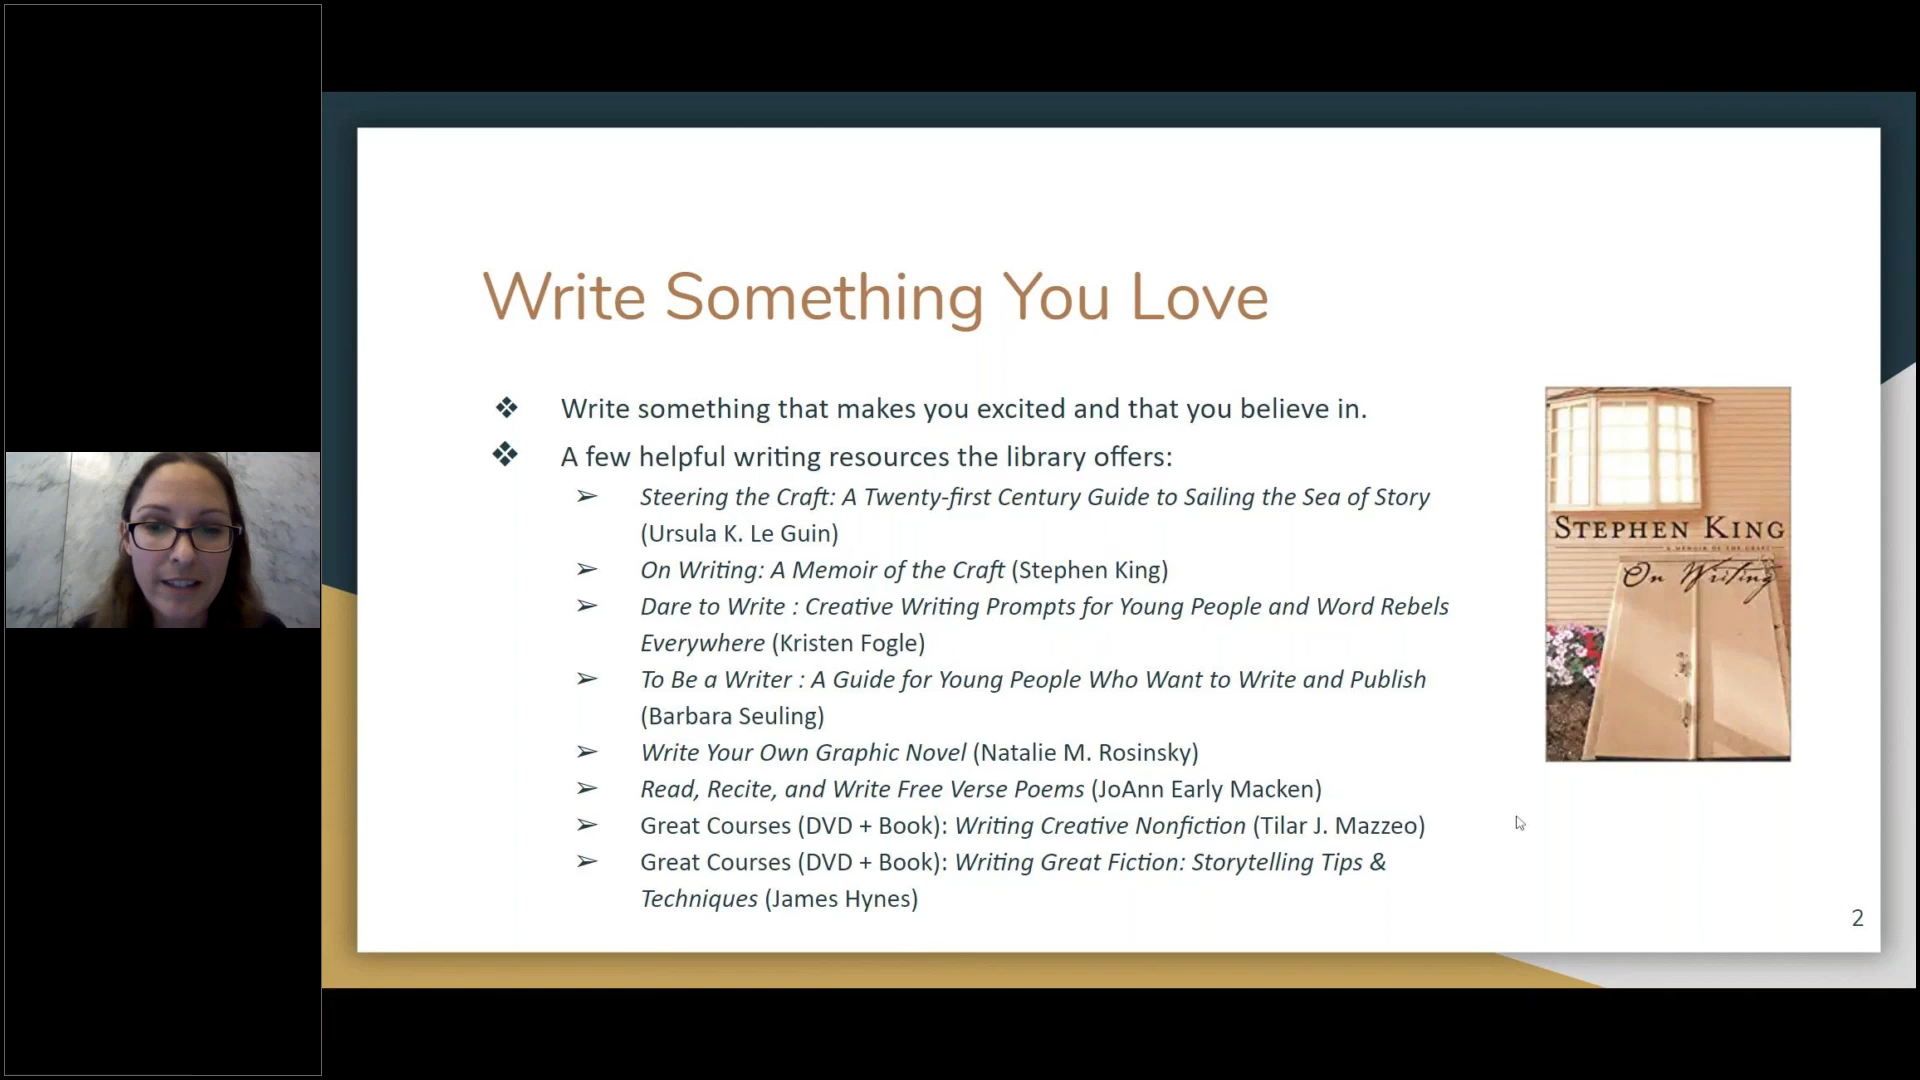 Write Something You Love
❖ Write something that makes you excited and that you believe in.
❖ A few helpful writing resources the library offers:
➢ Steering the Craft: A Twenty-first Century Guide to Sailing the Sea of Story
(Ursula K. Le Guin)
➢ On Writing: A Memoir of the Craft (Stephen King)
➢ Dare to Write : Creative Writing Prompts for Young People and Word Rebels
Everywhere (Kristen Fogle)
➢ To Be a Writer : A Guide for Young People Who Want to Write and Publish
(Barbara Seuling)
➢ Write Your Own Graphic Novel (Natalie M. Rosinsky)
➢ Read, Recite, and Write Free Verse Poems (JoAnn Early Macken)
➢ Great Courses (DVD + Book): Writing Creative Nonfiction (Tilar J. Mazzeo)
➢ Great Courses (DVD + Book): Writing Great Fiction: Storytelling Tips &
Techniques (James Hynes)
STEPHEN KING
A MEMOIR OF THE CRAFT
On Writing
2